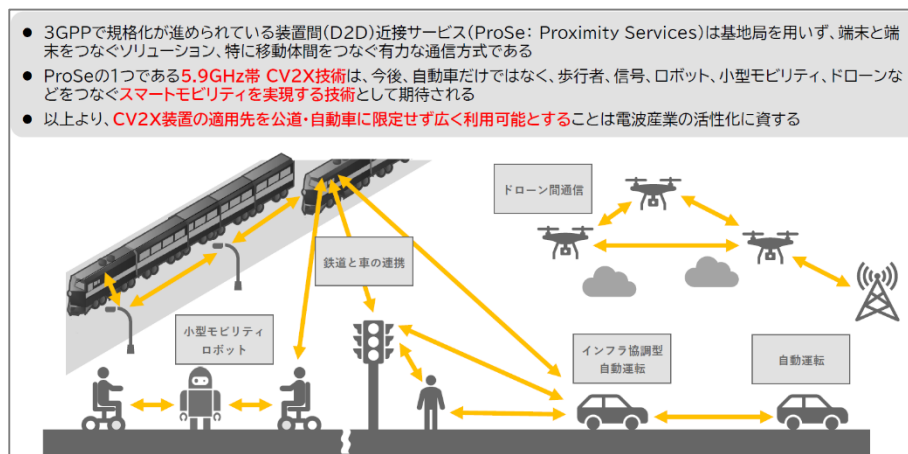 ● 3GPPで規格化が進められている装置間(D2D)近接サービス(ProSe: Proximity Services)は基地局を用いず、端末と端
末をつなぐソリューション、特に移動体間をつなぐ有力な通信方式である
● ProSeの1つである5.9GHz帯 CV2X技術は、今後、自動車だけではなく、歩行者、信号、ロボット、小型モビリティ、ドローンな
どをつなぐスマートモビリティを実現する技術として期待される
● 以上より、CV2X装置の適用先を公道・自動車に限定せず広く利用可能とすることは電波産業の活性化に資する
ドローン間通信
鉄道と車の連携
小型モビリティ
ロボット
インフラ協調型
自動運転
自動運転